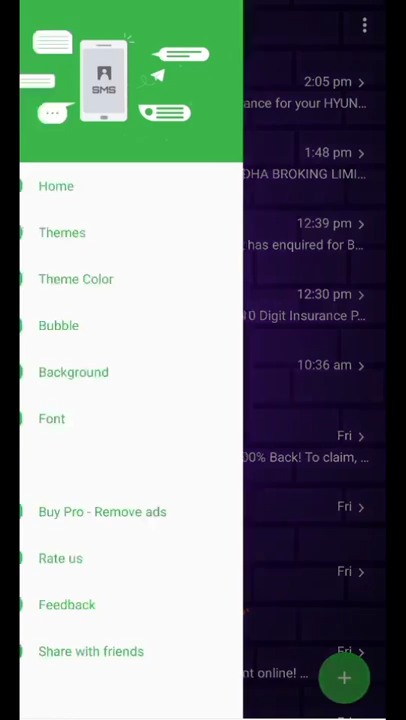 SMS
2:05 pm
ance for your HYUN...
1:48 pm
DHA BROKING LIMI...
Home
12:39 pm
Themes
has enquired for B...
Theme Color
12:30 pm
10 Digit Insurance P...
Bubble
10:36 am
Background
Font
Fri
00% Back! To claim, ...
Buy Pro - Remove ads
Fri
Rate us
Fri
Feedback
Share with friends
Fri
nt online! ...